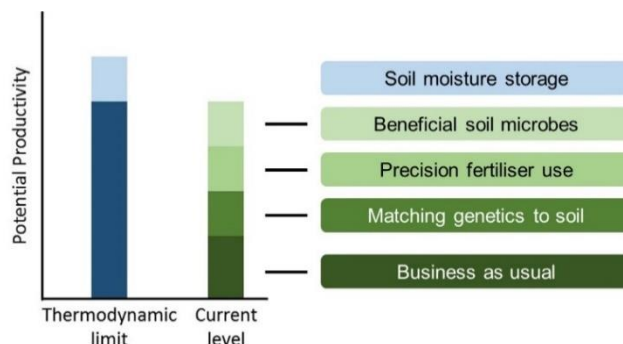 Potential Productivity
Soil moisture storage
Beneficial soil microbes
Precision fertiliser use
Matching genetics to soil
Business as usual
Thermodynamic
limit
Current
level